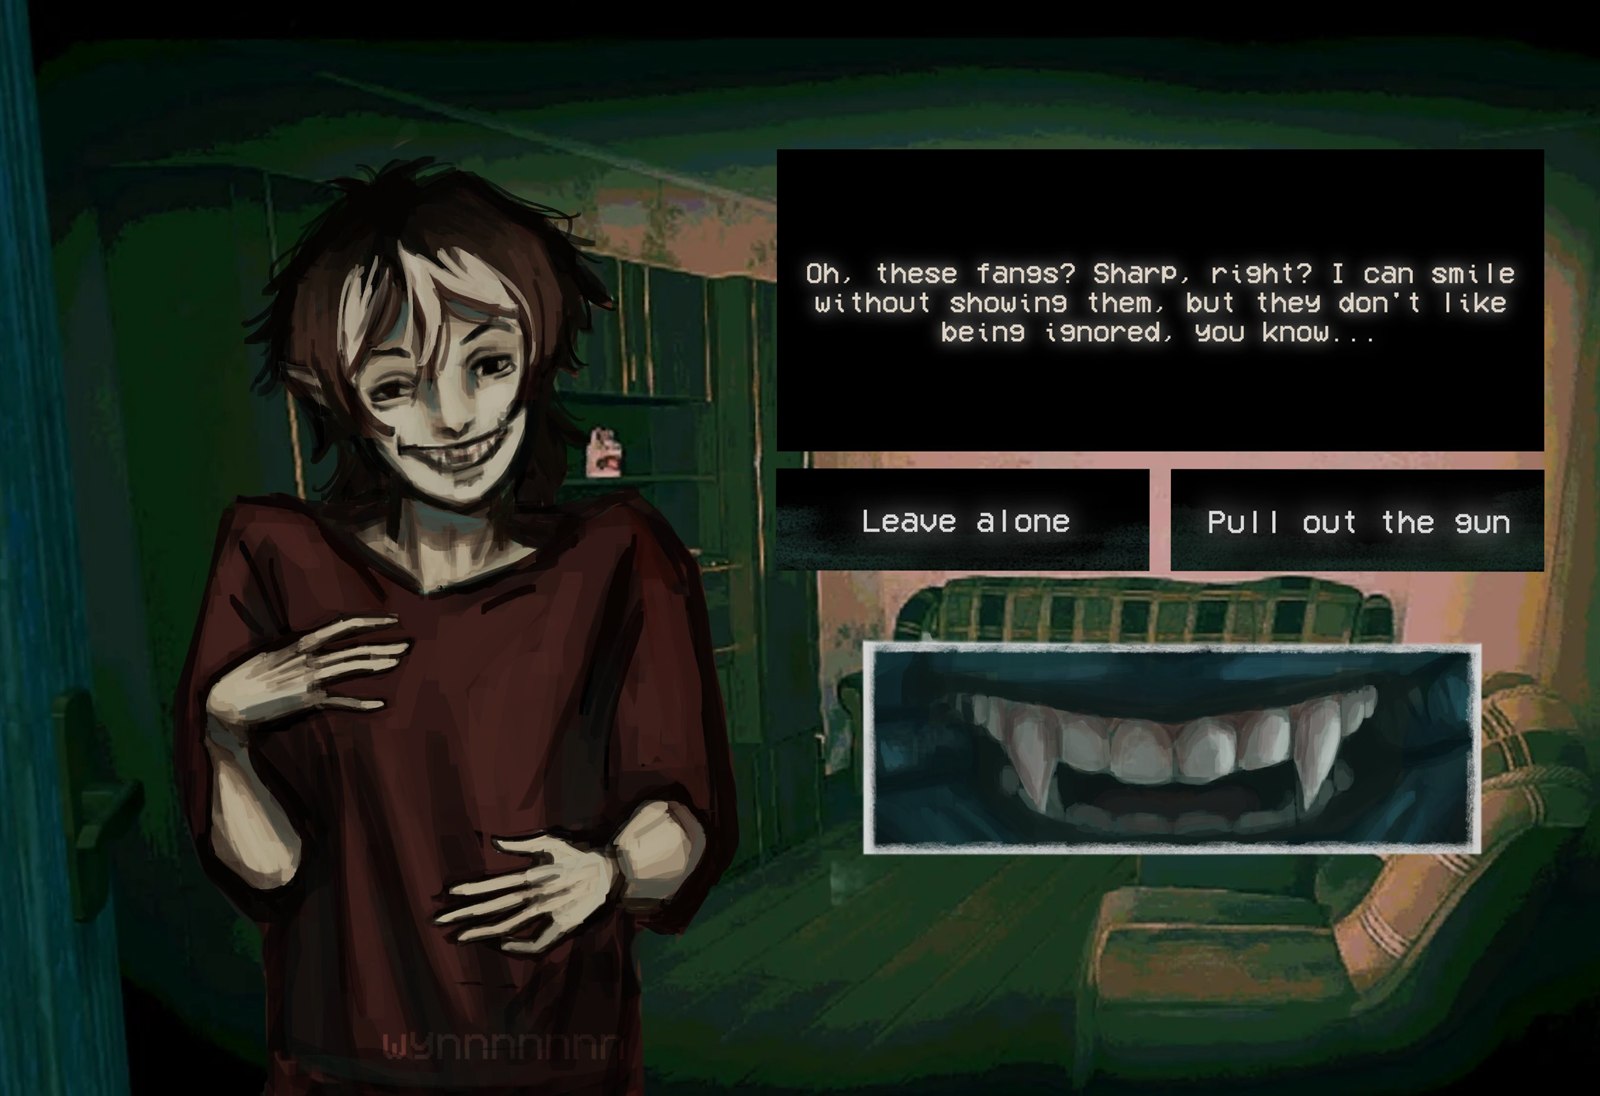 Oh, these fangs? Sharp, right? I can smile
without showing them, but they don't like
being ignored, you know...
Leave alone
Pull out the gun
wynnnnnnn